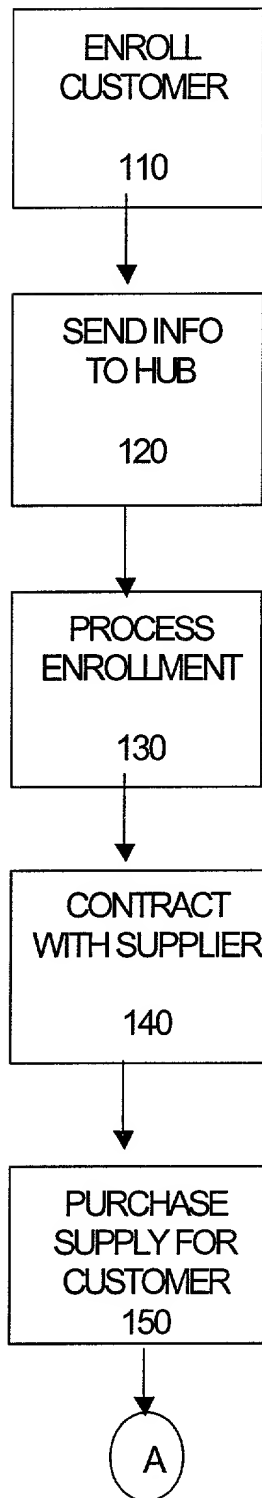 ENROLL
CUSTOMER
110
SEND INFO
TO HUB
120
PROCESS
ENROLLMENT
130
CONTRACT
WITH SUPPLIER
140
PURCHASE
SUPPLY FOR
CUSTOMER
150
A